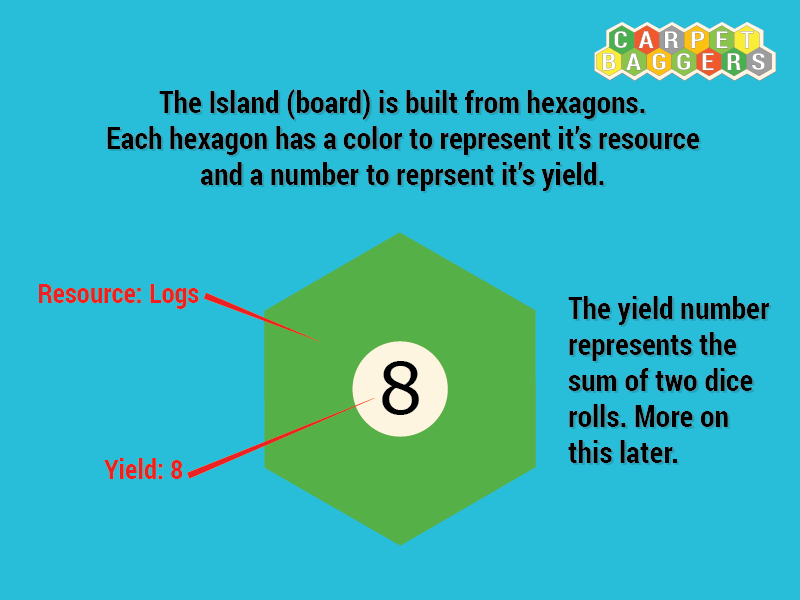 CARPET
BAGGERS
The Island (board) is built from hexagons.
Each hexagon has a color to represent it's resource
and a number to reprsent it's yield.
Resource: Logs
8
Yield: 8
The yield number
represents the
sum of two dice
rolls. More on
this later.